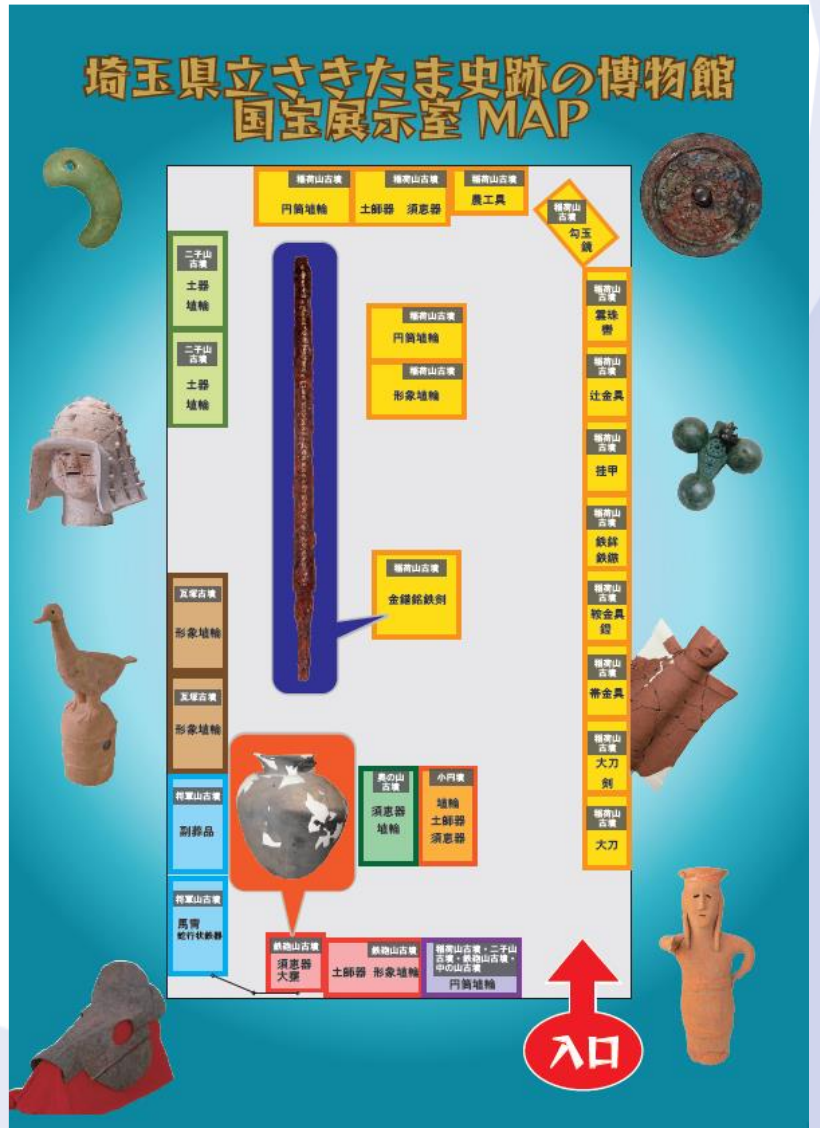 埼玉県立さきたま史跡の博物館
国宝展示室 MAP
稲荷山古墳
円筒埴輪
稲荷山古墳
土師器 須恵器
稲荷山古墳
農工具
稲荷山
古墳
勾玉
鏡
二子山
古墳
土器
埴輪
二子山
古墳
土器
埴輪
稲荷山古墳
円筒埴輪
稲荷山古墳
形象埴輪
稲荷山
古墳
雲珠
轡
稲荷山
古墳
辻金具
稲荷山
古墳
挂甲
稲荷山
古墳
鉄鉾
鉄鏃
稲荷山
古墳
鞍金具
鐙
稲荷山
古墳
帯金具
稲荷山
古墳
大刀
剣
稲荷山
古墳
大刀
稲荷山古墳
金錯銘鉄剣
瓦塚古墳
形象埴輪
瓦塚古墳
形象埴輪
将軍山古墳
副葬品
将軍山古墳
馬冑
蛇行状鉄器
奥の山
古墳
須恵器
埴輪
小円墳
埴輪
土師器
須恵器
鉄砲山古墳
須恵器
大甕
鉄砲山古墳
土師器 形象埴輪
稲荷山古墳・二子山
古墳・鉄砲山古墳・
中の山古墳
円筒埴輪
入口